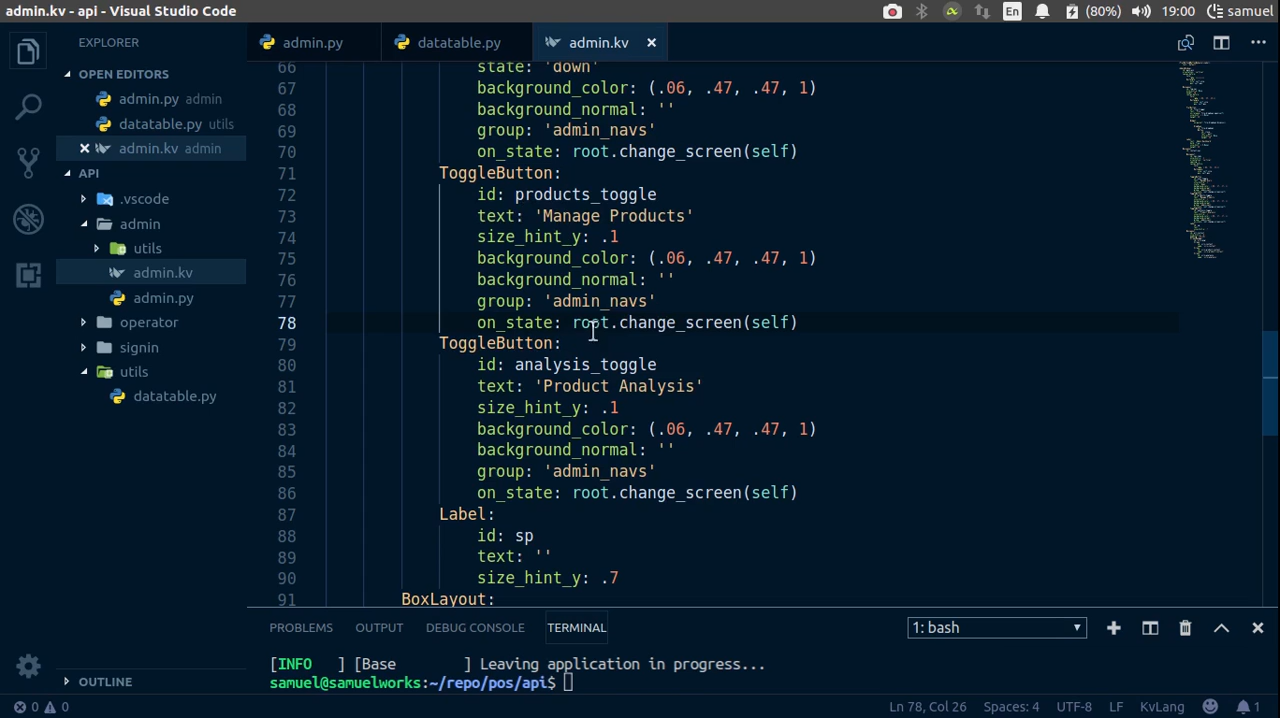 admin.kv - api - Visual Studio Code
En
(80%)
19:00
samuel
EXPLORER
admin.py
datatable.py
admin.kv
OPEN EDITORS
admin.py admin
datatable.py utils
admin.kv admin
API
.vscode
admin
utils
admin.kv
admin.py
operator
signin
utils
datatable.py
OUTLINE
66 state: 'down'
67 background_color: (.06, .47, .47, 1)
68 background_normal: ''
69 group: 'admin_navs'
70 on_state: root.change_screen(self)
71 ToggleButton:
72 id: products_toggle
73 text: 'Manage Products'
74 size_hint_y: .1
75 background_color: (.06, .47, .47, 1)
76 background_normal: ''
77 group: 'admin_navs'
78 on_state: root.change_screen(self)
79 ToggleButton:
80 id: analysis_toggle
81 text: 'Product Analysis'
82 size_hint_y: .1
83 background_color: (.06, .47, .47, 1)
84 background_normal: ''
85 group: 'admin_navs'
86 on_state: root.change_screen(self)
87 Label:
88 id: sp
89 text: ''
90 size_hint_y: .7
91 BoxLayout:
PROBLEMS OUTPUT DEBUG CONSOLE TERMINAL
1: bash
[INFO   ] [Base        ] Leaving application in progress...
samuel@samuelworks:~/repo/pos/api$
0 0
Ln 78, Col 26 Spaces: 4 UTF-8 LF KvLang 1